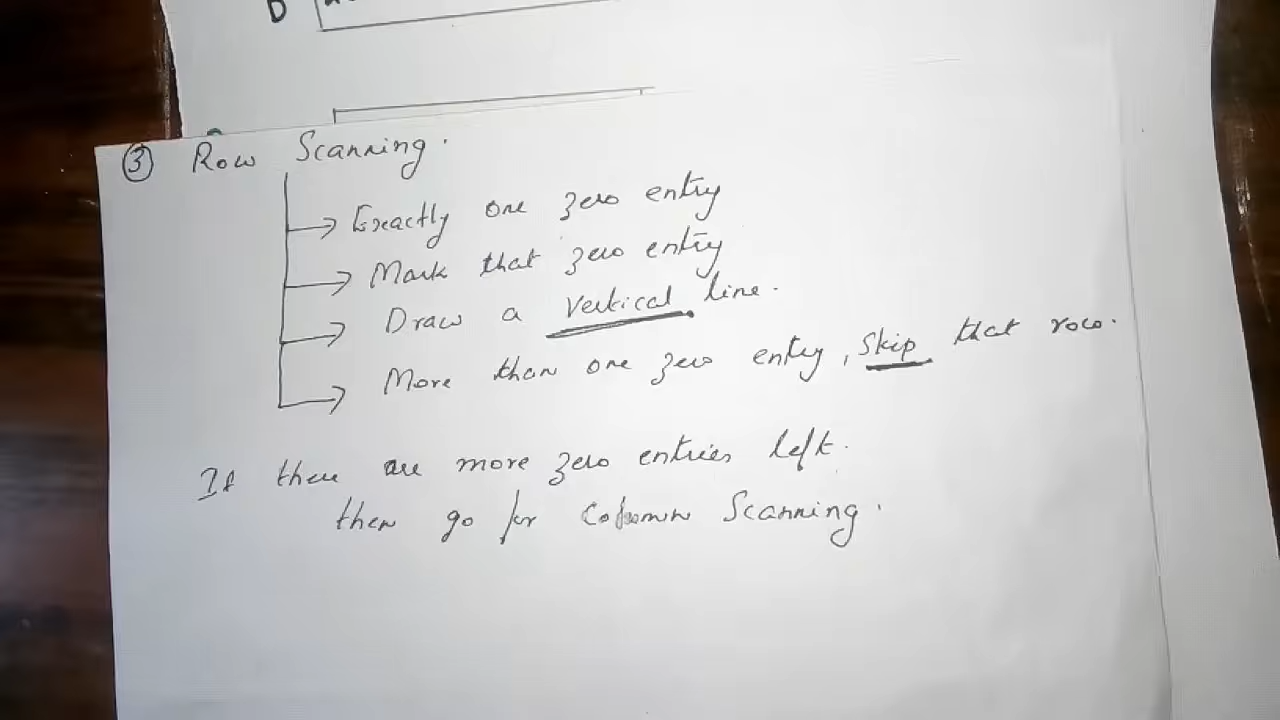 D
③ Row Scanning.
→ Exactly one zero entry
→ Mark that zero entry
→ Draw a Vertical line.
→ More than one zero entry, Skip that row.
If there are more zero entries left.
then go for Column Scanning.